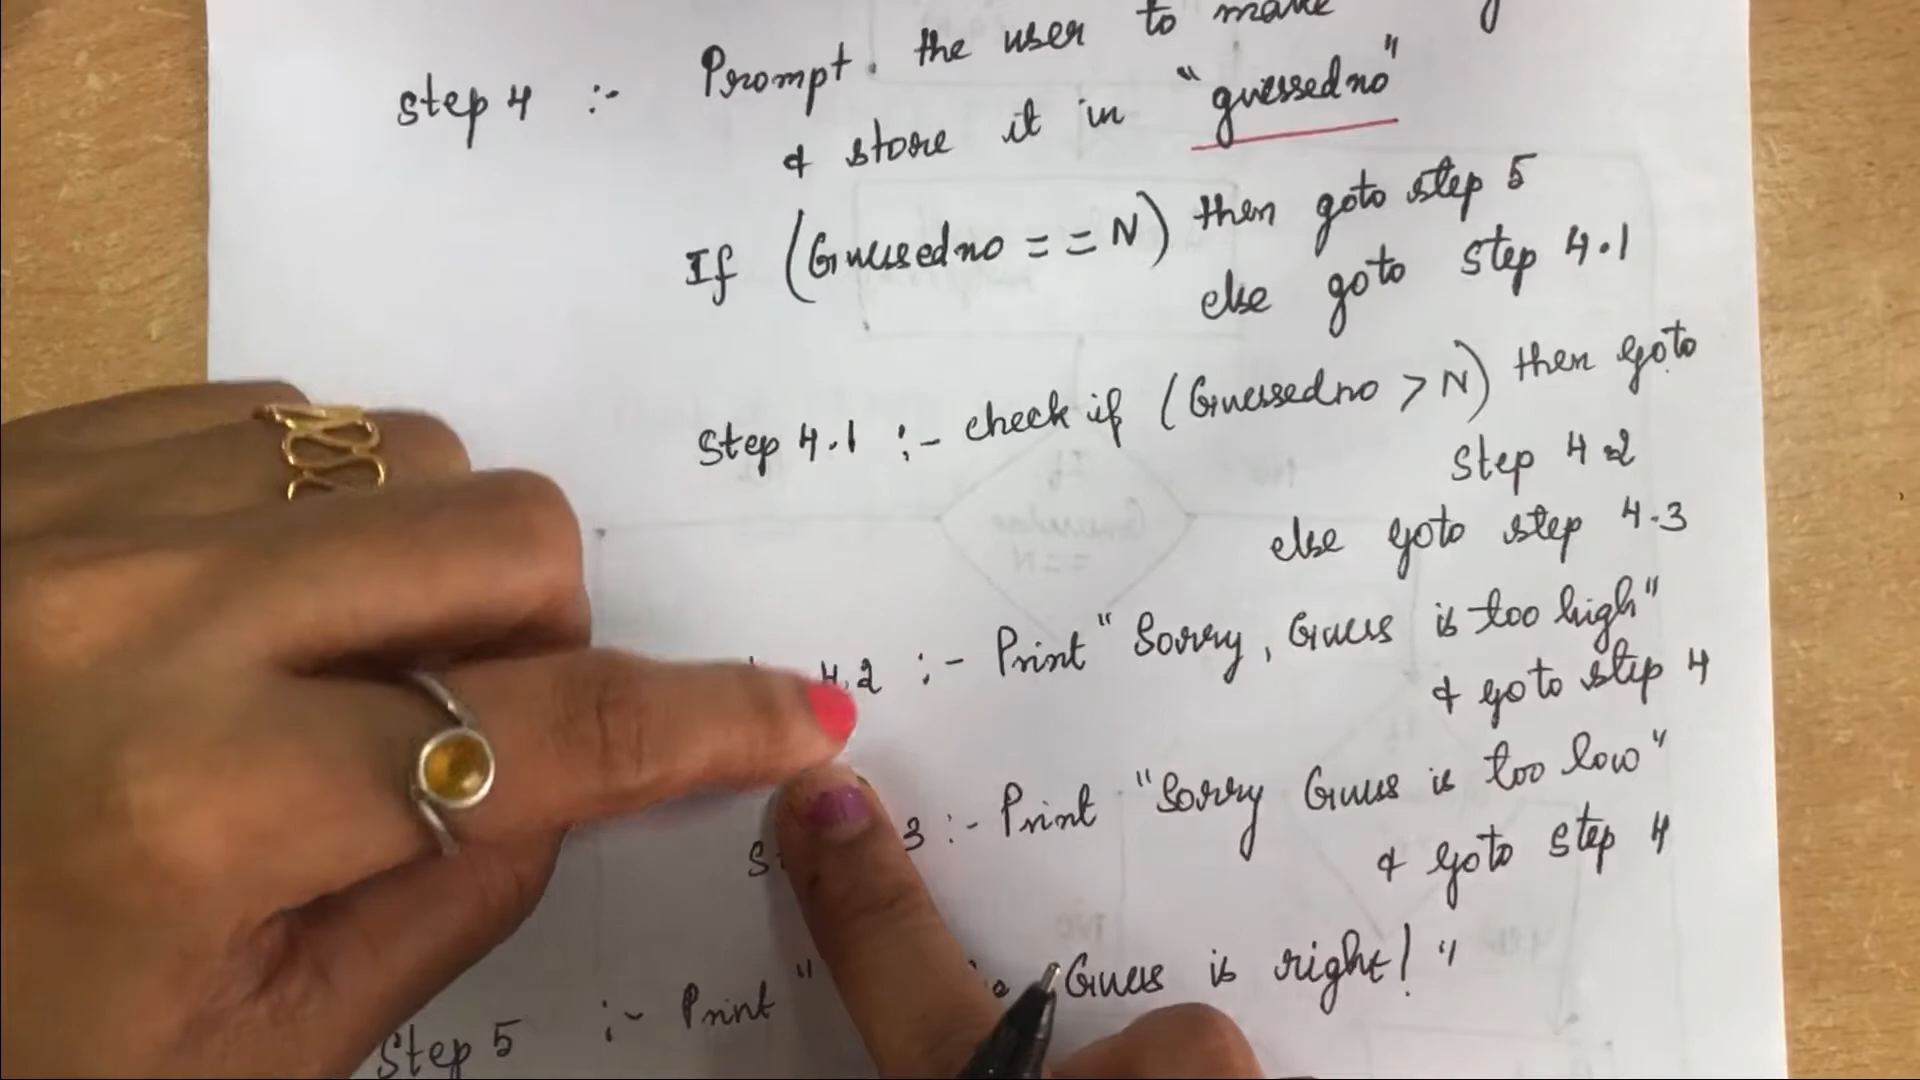 Step 4 :- Prompt the user to make
& store it in "guessedno"
If (Guessedno == N) then goto step 5
else goto step 4.1
Step 4.1 :- check if (Guessedno > N) then goto
Step 4.2
else goto step 4.3
4.2 :- Print "Sorry, Guess is too high"
& goto step 4
3 :- Print "Sorry Guess is too low"
& goto step 4
Step 5 :- Print " Guess is right! "